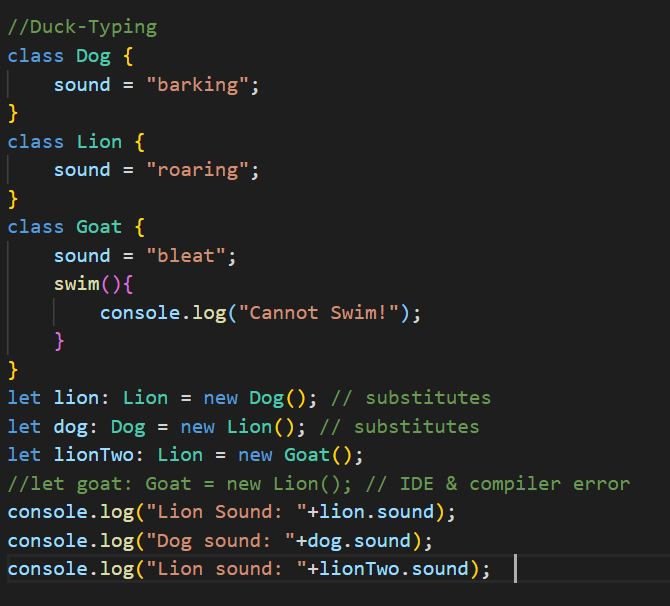 //Duck-Typing
class Dog {
    sound = "barking";
}
class Lion {
    sound = "roaring";
}
class Goat {
    sound = "bleat";
    swim(){
        console.log("Cannot Swim!");
    }
}
let lion: Lion = new Dog(); // substitutes
let dog: Dog = new Lion(); // substitutes
let lionTwo: Lion = new Goat();
//let goat: Goat = new Lion(); // IDE & compiler error
console.log("Lion Sound: "+lion.sound);
console.log("Dog sound: "+dog.sound);
console.log("Lion sound: "+lionTwo.sound);